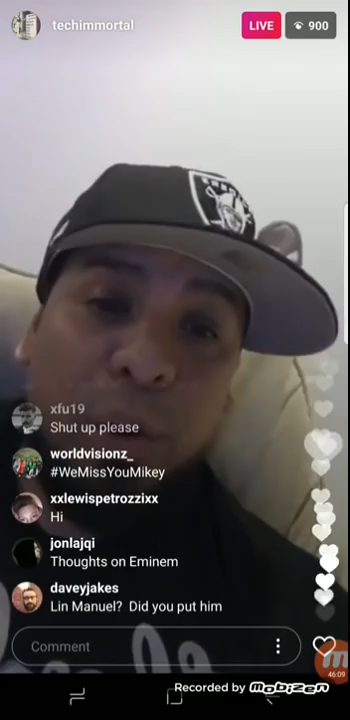 techimmortal
LIVE 900
xfu19
Shut up please
worldvisionz_
#WeMissYouMikey
xxlewispetrozzixx
Hi
jonlajqi
Thoughts on Eminem
daveyjakes
Lin Manuel? Did you put him
Comment
46:09
Recorded by Mobizen